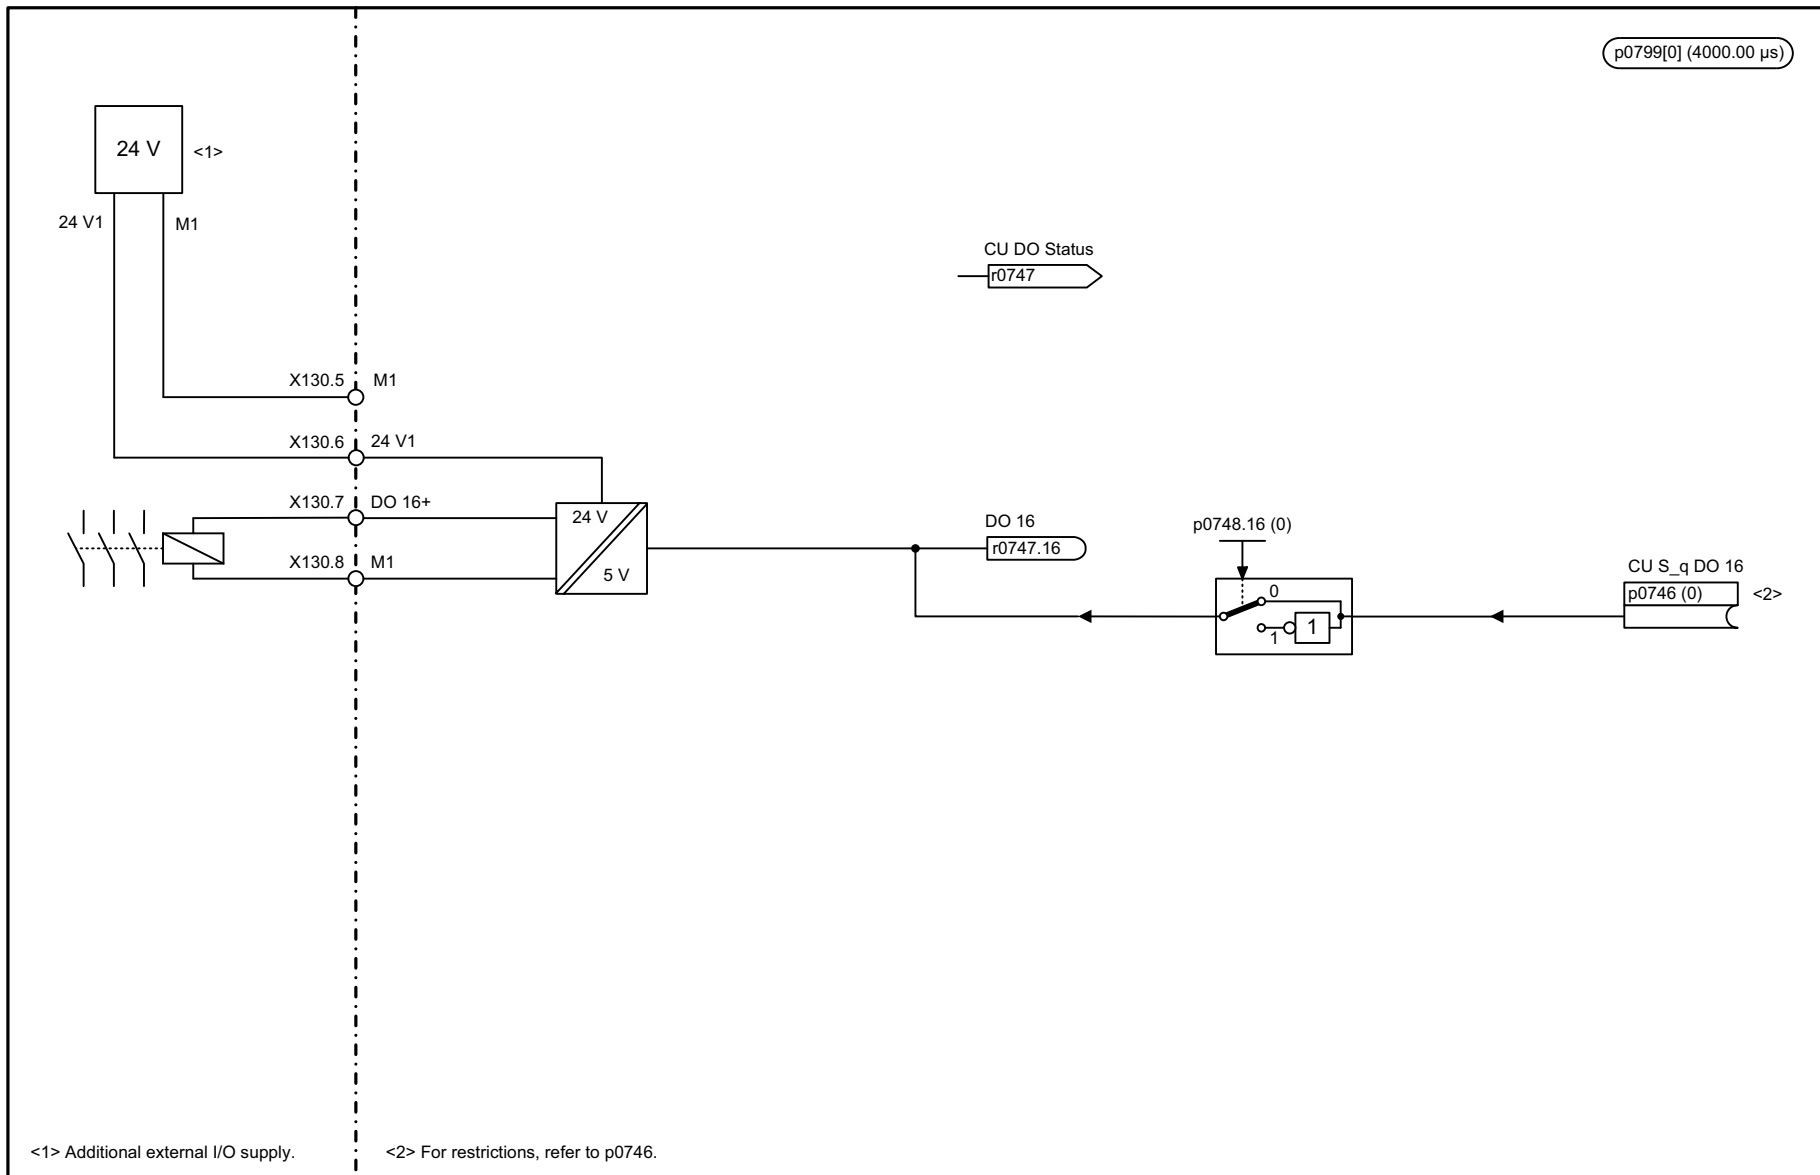 p0799[0] (4000.00 µs)
24 V
<1>
24 V1
M1
CU DO Status
r0747
X130.5
M1
X130.6
24 V1
X130.7
DO 16+
X130.8
M1
24 V
5 V
DO 16
r0747.16
p0748.16 (0)
0
1
1
CU S_q DO 16
p0746 (0)
<2>
<1> Additional external I/O supply.
<2> For restrictions, refer to p0746.